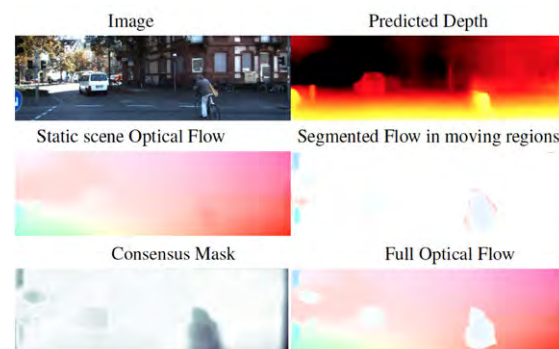 Image
Predicted Depth
Static scene Optical Flow
Segmented Flow in moving regions
Consensus Mask
Full Optical Flow